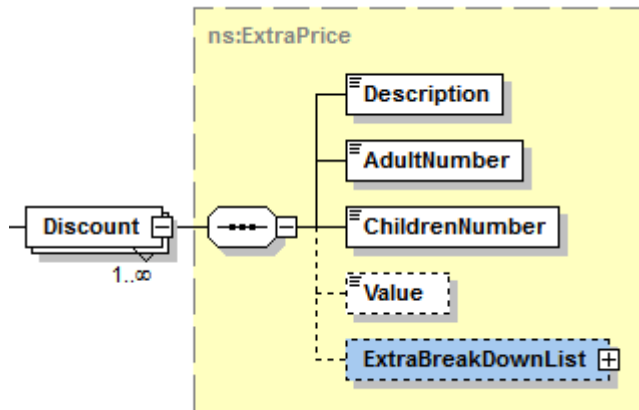 ns:ExtraPrice
Description
AdultNumber
Discount
1..∞
ChildrenNumber
Value
ExtraBreakDownList